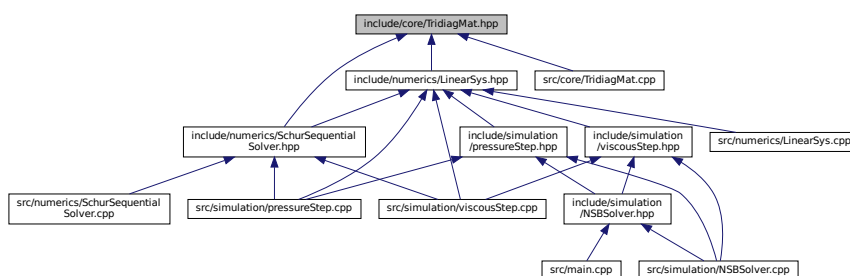 include/core/TridiagMat.hpp
include/numerics/LinearSys.hpp
src/core/TridiagMat.cpp
include/numerics/SchurSequential
Solver.hpp
include/simulation
/pressureStep.hpp
include/simulation
/viscousStep.hpp
src/numerics/LinearSys.cpp
src/numerics/SchurSequential
Solver.cpp
src/simulation/pressureStep.cpp
src/simulation/viscousStep.cpp
include/simulation
/NSBSolver.hpp
src/main.cpp
src/simulation/NSBSolver.cpp